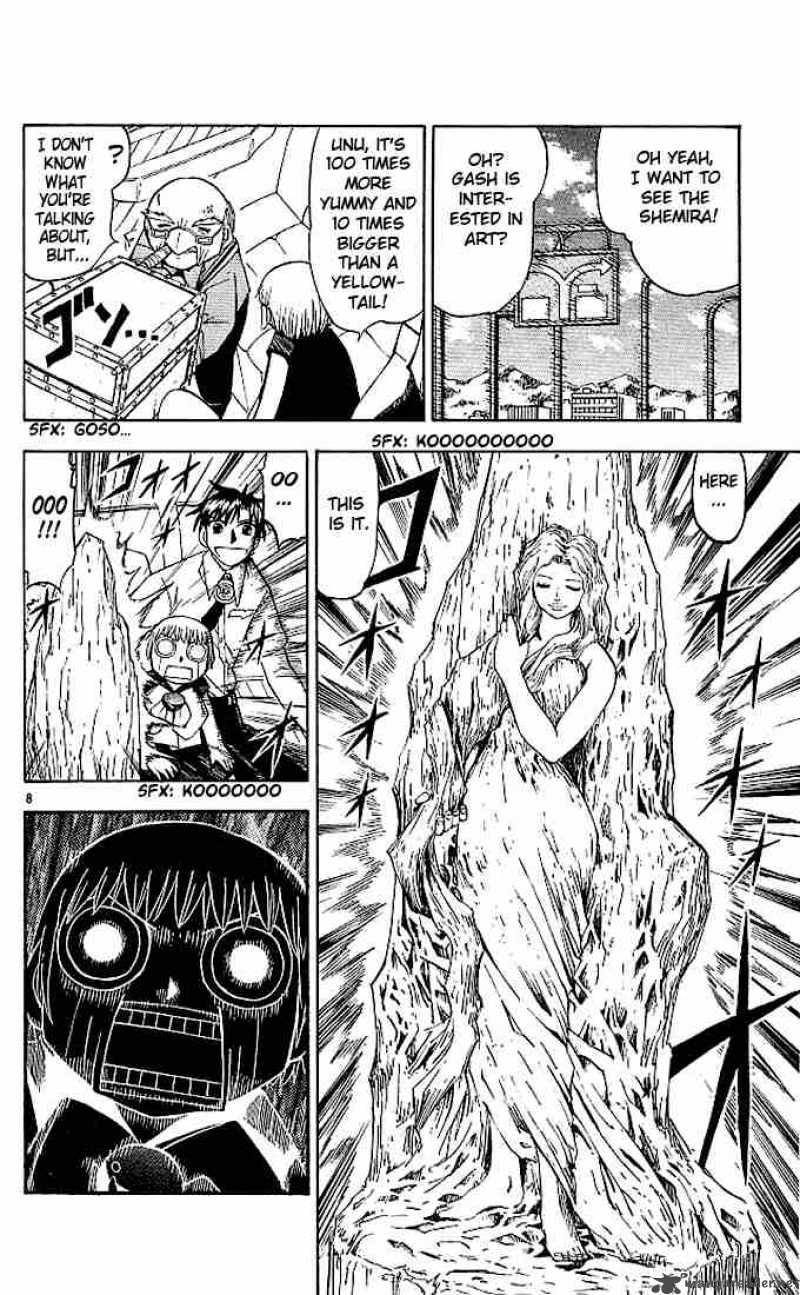 OH YEAH,
I WANT TO
SEE THE
SHEMIRA!
OH?
GASH IS
INTER-
ESTED IN
ART?
UNU, IT'S
100 TIMES
MORE
YUMMY AND
10 TIMES
BIGGER
THAN A
YELLOW-
TAIL!
?
I DON'T
KNOW
WHAT
YOU'RE
TALKING
ABOUT,
BUT...
ゴソ...
SFX: GOSO...
SFX: KOOOOOOOOOO
HERE
...
THIS
IS IT.
OO
...
OOO
!!!
SFX: KOOOOOOO
8